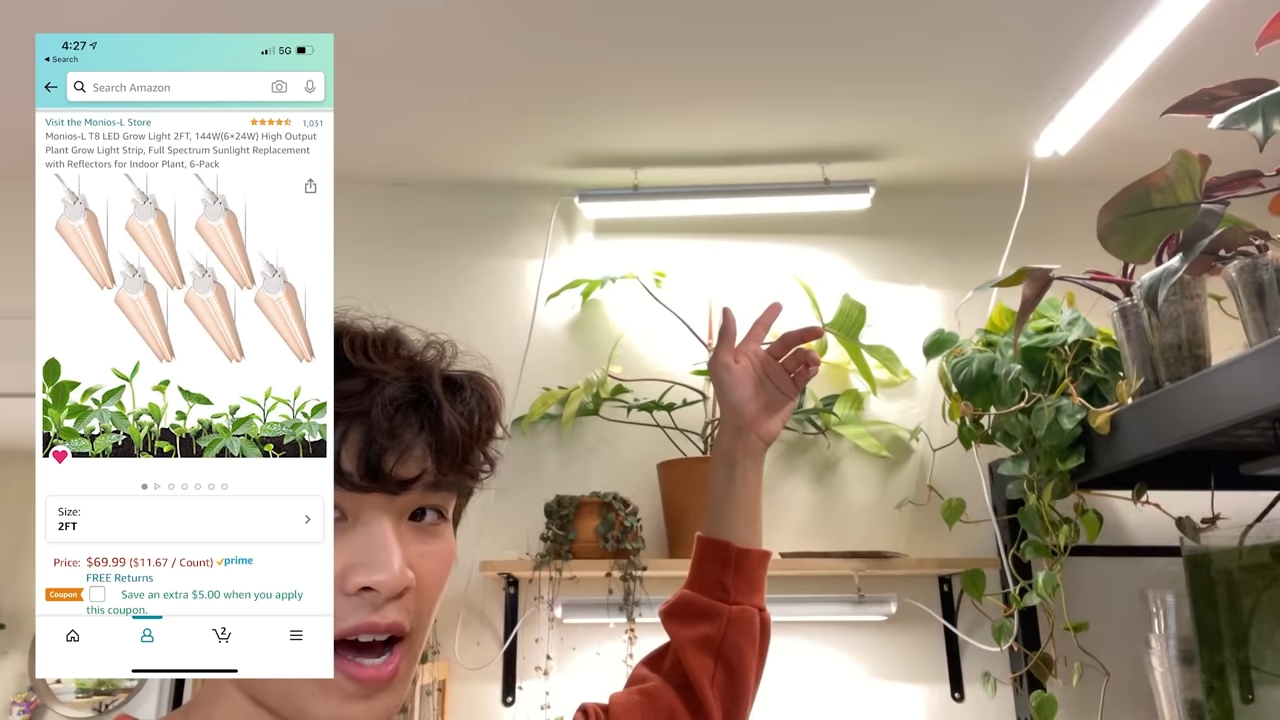 4:27
5G
Search
Search Amazon
Visit the Monios-L Store
1,031
Monios-L T8 LED Grow Light 2FT, 144W(6×24W) High Output
Plant Grow Light Strip, Full Spectrum Sunlight Replacement
with Reflectors for Indoor Plant, 6-Pack
Size:
2FT
Price: $69.99 ($11.67 / Count) prime
FREE Returns
Coupon Save an extra $5.00 when you apply
this coupon.
2